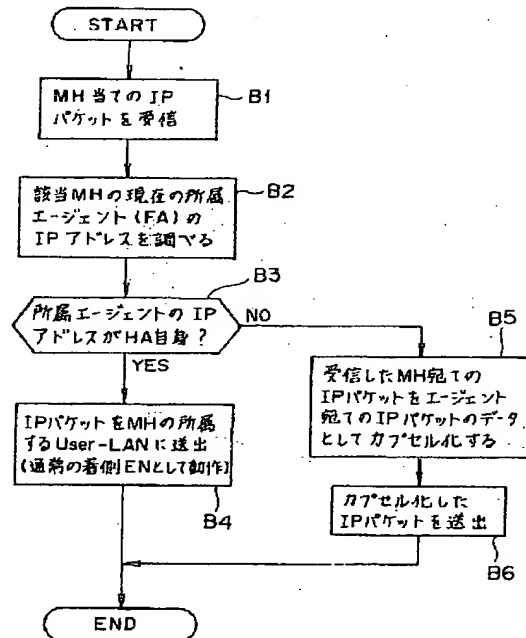 START
MH当てのIP
パケットを受信
B1
該当MHの現在の所属
エージェント(FA)の
IPアドレスを調べる
B2
B3
所属エージェントのIP
アドレスがHA自身?
NO
YES
B5
受信したMH宛ての
IPパケットをエージェント
宛てのIPパケットのデータ
としてカプセル化する
IPパケットをMHの所属
するUser-LANに送出
(通常の着側ENとして動作)
B4
カプセル化した
IPパケットを送出
B6
END